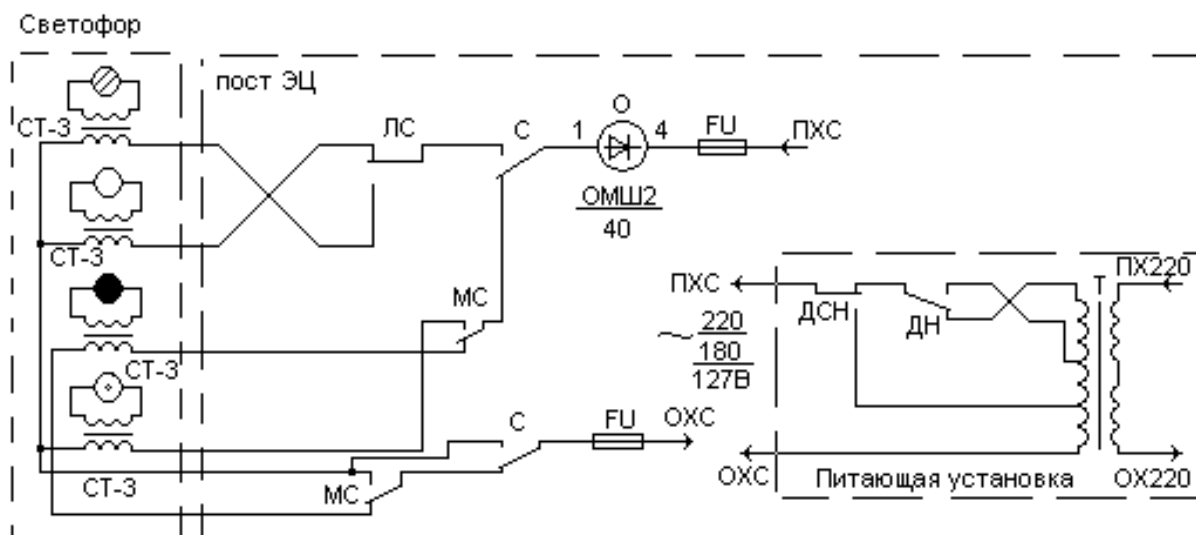 Светофор
пост ЭЦ
СТ-3
ЛС
С
1
О
4
FU
ПХС
ОМШ2
40
СТ-3
МС
СТ-3
С
FU
ОХС
СТ-3
МС
ПХС
220
180
127В
ДСН
ДН
Т
ПХ220
ОХС
Питающая установка
ОХ220